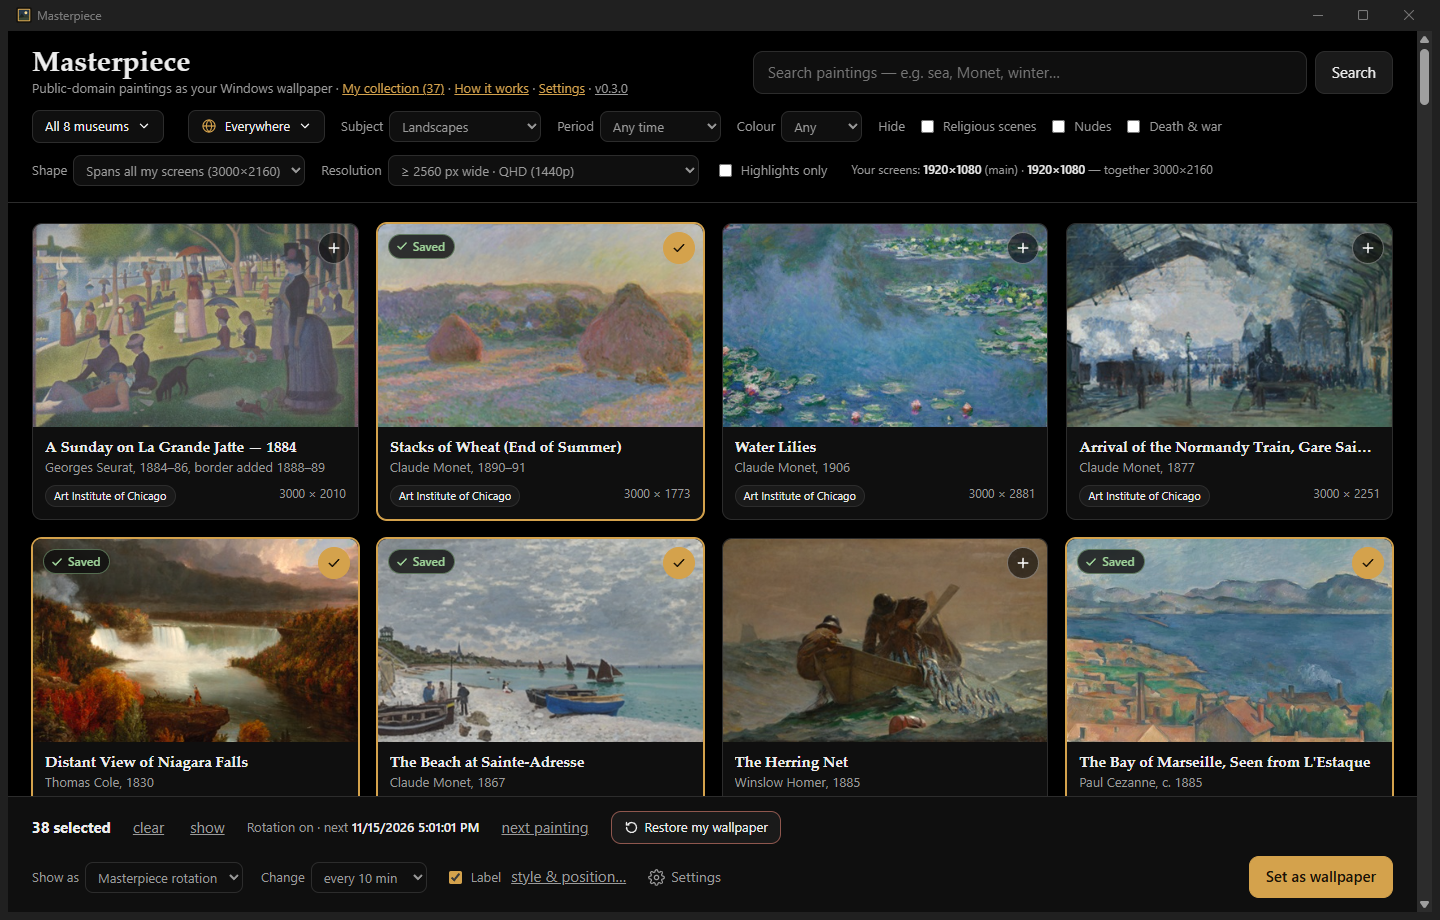 Masterpiece
Masterpiece
Public-domain paintings as your Windows wallpaper · My collection (37) · How it works · Settings · v0.3.0
Search paintings — e.g. sea, Monet, winter...
Search
All 8 museums
Everywhere
Subject Landscapes
Period Any time
Colour Any
Hide Religious scenes Nudes Death & war
Shape Spans all my screens (3000×2160)
Resolution ≥ 2560 px wide · QHD (1440p)
Highlights only
Your screens: 1920×1080 (main) · 1920×1080 — together 3000×2160
A Sunday on La Grande Jatte — 1884
Georges Seurat, 1884–86, border added 1888–89
Art Institute of Chicago 3000 × 2010
Saved
Stacks of Wheat (End of Summer)
Claude Monet, 1890–91
Art Institute of Chicago 3000 × 1773
Water Lilies
Claude Monet, 1906
Art Institute of Chicago 3000 × 2881
Arrival of the Normandy Train, Gare Sai...
Claude Monet, 1877
Art Institute of Chicago 3000 × 2251
Saved
Distant View of Niagara Falls
Thomas Cole, 1830
Saved
The Beach at Sainte-Adresse
Claude Monet, 1867
The Herring Net
Winslow Homer, 1885
Saved
The Bay of Marseille, Seen from L'Estaque
Paul Cezanne, c. 1885
38 selected clear show Rotation on · next 11/15/2026 5:01:01 PM next painting Restore my wallpaper
Show as Masterpiece rotation Change every 10 min Label style & position... Settings
Set as wallpaper